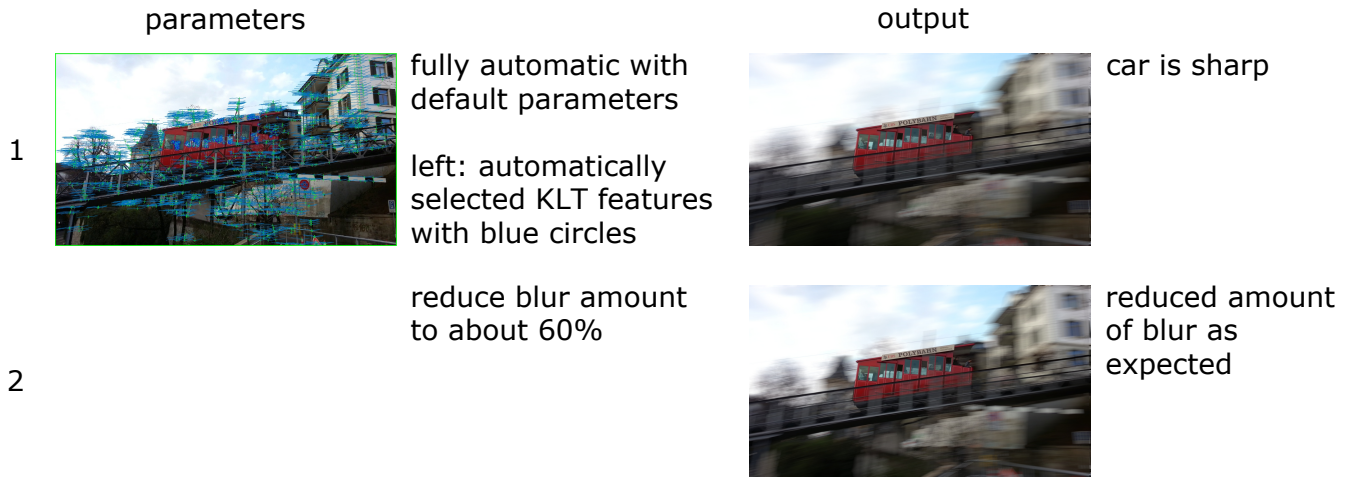 parameters
output
1
fully automatic with
default parameters
left: automatically
selected KLT features
with blue circles
POLYBAHN
car is sharp
2
reduce blur amount
to about 60%
POLYBAHN
reduced amount
of blur as
expected